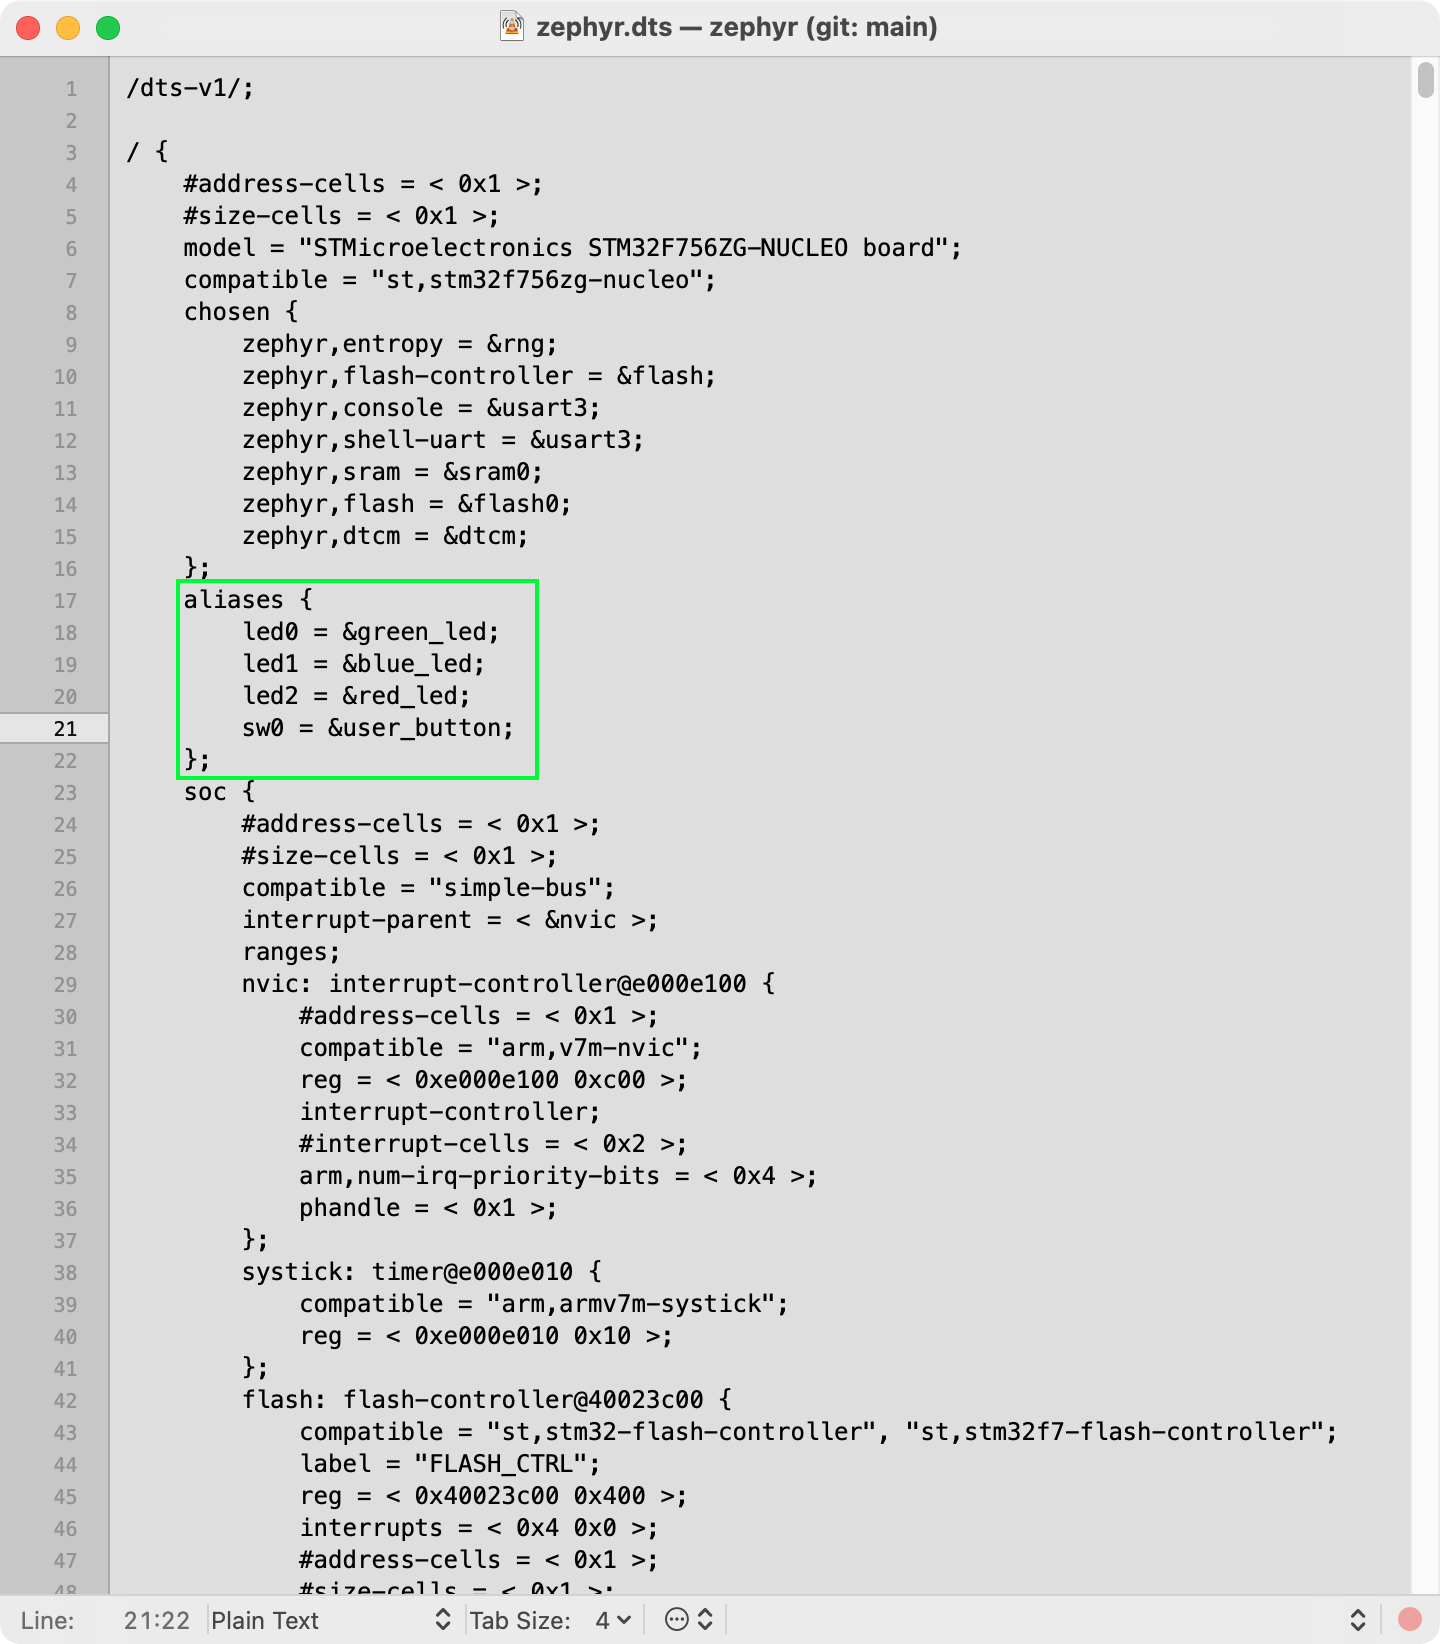 zephyr.dts — zephyr (git: main)
1 /dts-v1/;
2
3 / {
4 #address-cells = < 0x1 >;
5 #size-cells = < 0x1 >;
6 model = "STMicroelectronics STM32F756ZG-NUCLEO board";
7 compatible = "st,stm32f756zg-nucleo";
8 chosen {
9 zephyr,entropy = &rng;
10 zephyr,flash-controller = &flash;
11 zephyr,console = &usart3;
12 zephyr,shell-uart = &usart3;
13 zephyr,sram = &sram0;
14 zephyr,flash = &flash0;
15 zephyr,dtcm = &dtcm;
16 };
17 aliases {
18 led0 = &green_led;
19 led1 = &blue_led;
20 led2 = &red_led;
21 sw0 = &user_button;
22 };
23 soc {
24 #address-cells = < 0x1 >;
25 #size-cells = < 0x1 >;
26 compatible = "simple-bus";
27 interrupt-parent = < &nvic >;
28 ranges;
29 nvic: interrupt-controller@e000e100 {
30 #address-cells = < 0x1 >;
31 compatible = "arm,v7m-nvic";
32 reg = < 0xe000e100 0xc00 >;
33 interrupt-controller;
34 #interrupt-cells = < 0x2 >;
35 arm,num-irq-priority-bits = < 0x4 >;
36 phandle = < 0x1 >;
37 };
38 systick: timer@e000e010 {
39 compatible = "arm,armv7m-systick";
40 reg = < 0xe000e010 0x10 >;
41 };
42 flash: flash-controller@40023c00 {
43 compatible = "st,stm32-flash-controller", "st,stm32f7-flash-controller";
44 label = "FLASH_CTRL";
45 reg = < 0x40023c00 0x400 >;
46 interrupts = < 0x4 0x0 >;
47 #address-cells = < 0x1 >;
48 #size-cells = < 0x1 >;
Line: 21:22 Plain Text Tab Size: 4